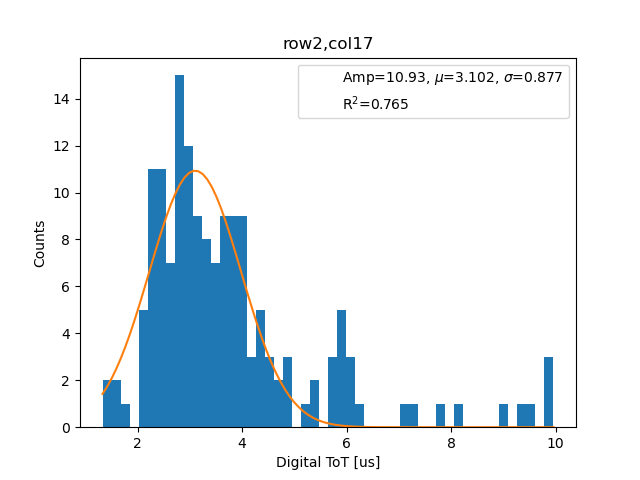 row2,col17
Amp=10.93, μ=3.102, σ=0.877
R²=0.765
14
12
10
8
6
4
2
0
Counts
2 4 6 8 10
Digital ToT [us]